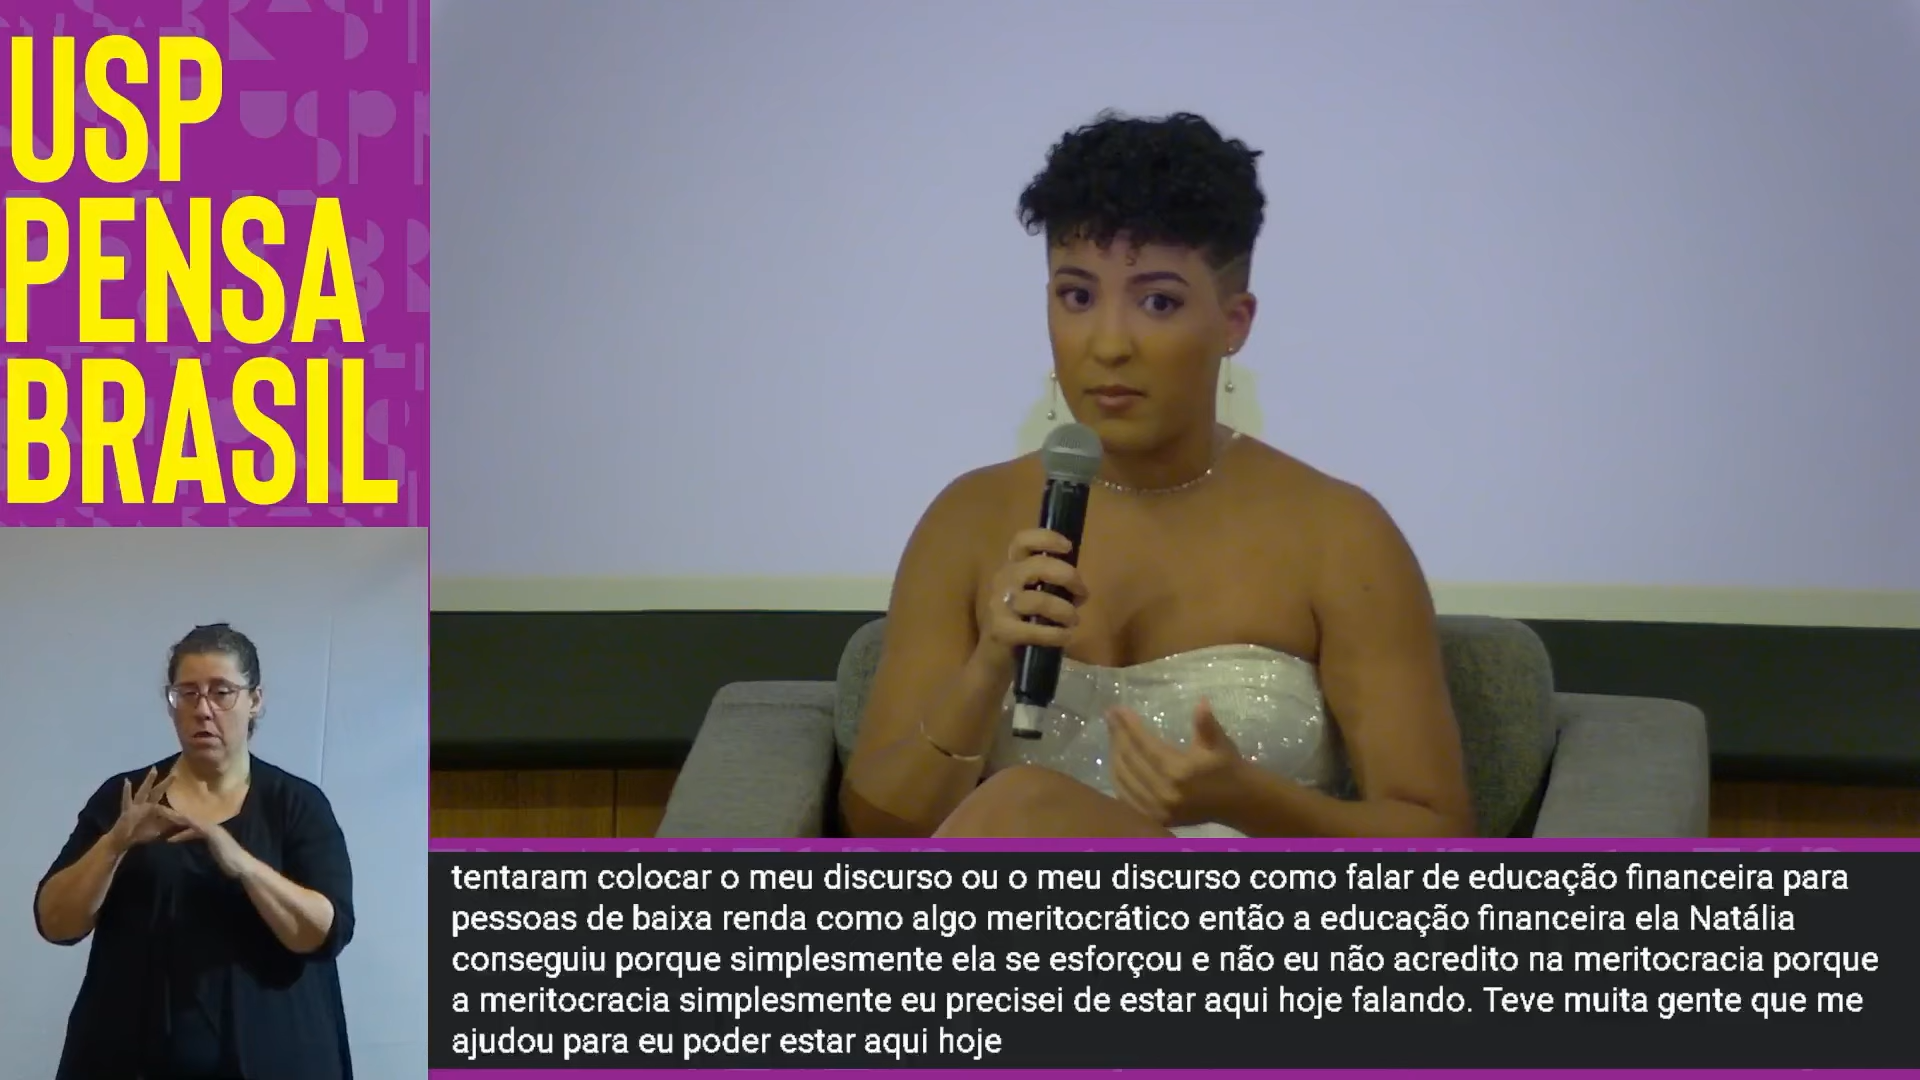 USP
PENSA
BRASIL
tentaram colocar o meu discurso ou o meu discurso como falar de educação financeira para
pessoas de baixa renda como algo meritocrático então a educação financeira ela Natália
conseguiu porque simplesmente ela se esforçou e não eu não acredito na meritocracia porque
a meritocracia simplesmente eu precisei de estar aqui hoje falando. Teve muita gente que me
ajudou para eu poder estar aqui hoje